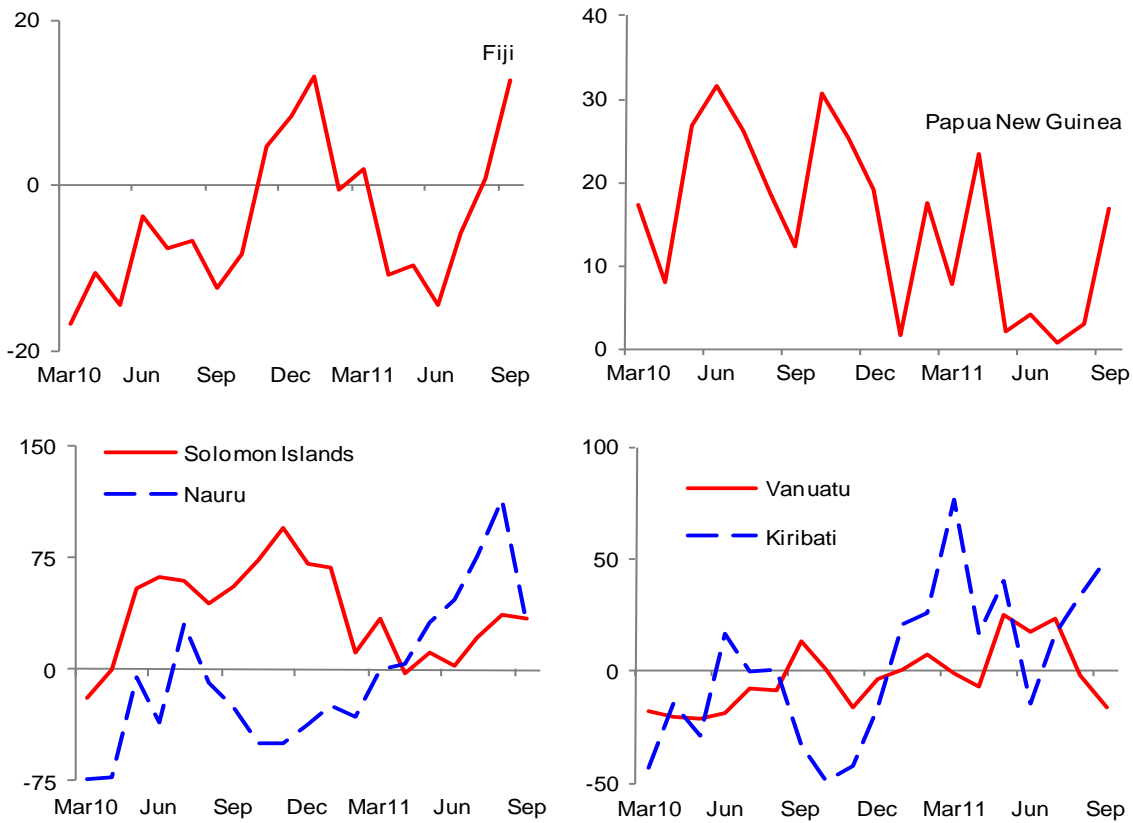 20
0
-20
Fiji
Mar10 Jun Sep Dec Mar11 Jun Sep
40
30
20
10
0
Papua New Guinea
Mar10 Jun Sep Dec Mar11 Jun Sep
150
75
0
-75
Solomon Islands
Nauru
Mar10 Jun Sep Dec Mar11 Jun Sep
100
50
0
-50
Vanuatu
Kiribati
Mar10 Jun Sep Dec Mar11 Jun Sep